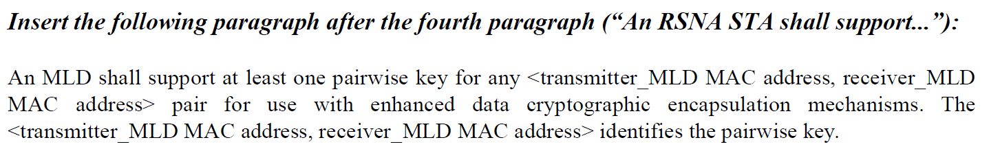 Insert the following paragraph after the fourth paragraph (“An RSNA STA shall support...”):
An MLD shall support at least one pairwise key for any <transmitter_MLD MAC address, receiver_MLD
MAC address> pair for use with enhanced data cryptographic encapsulation mechanisms. The
<transmitter_MLD MAC address, receiver_MLD MAC address> identifies the pairwise key.